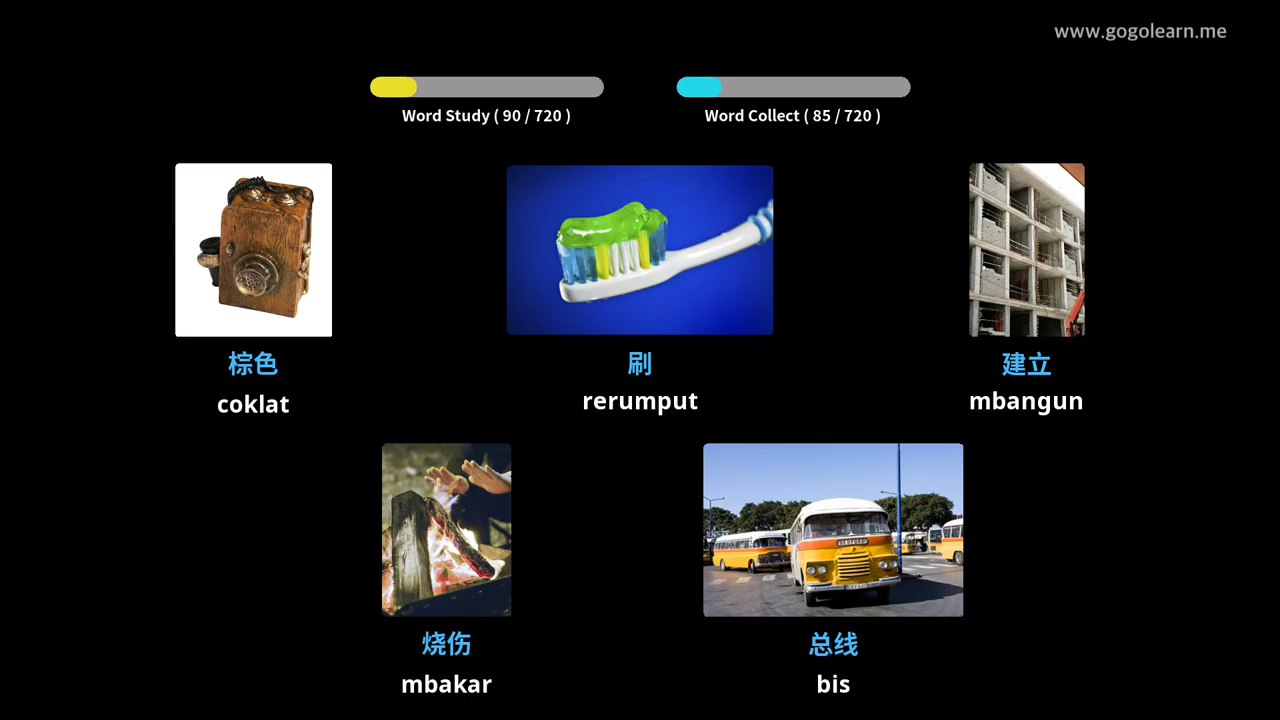 www.gogolearn.me
Word Study ( 90 / 720 )
Word Collect ( 85 / 720 )
棕色
coklat
刷
rerumput
建立
mbangun
BEDFORD
烧伤
mbakar
总线
bis